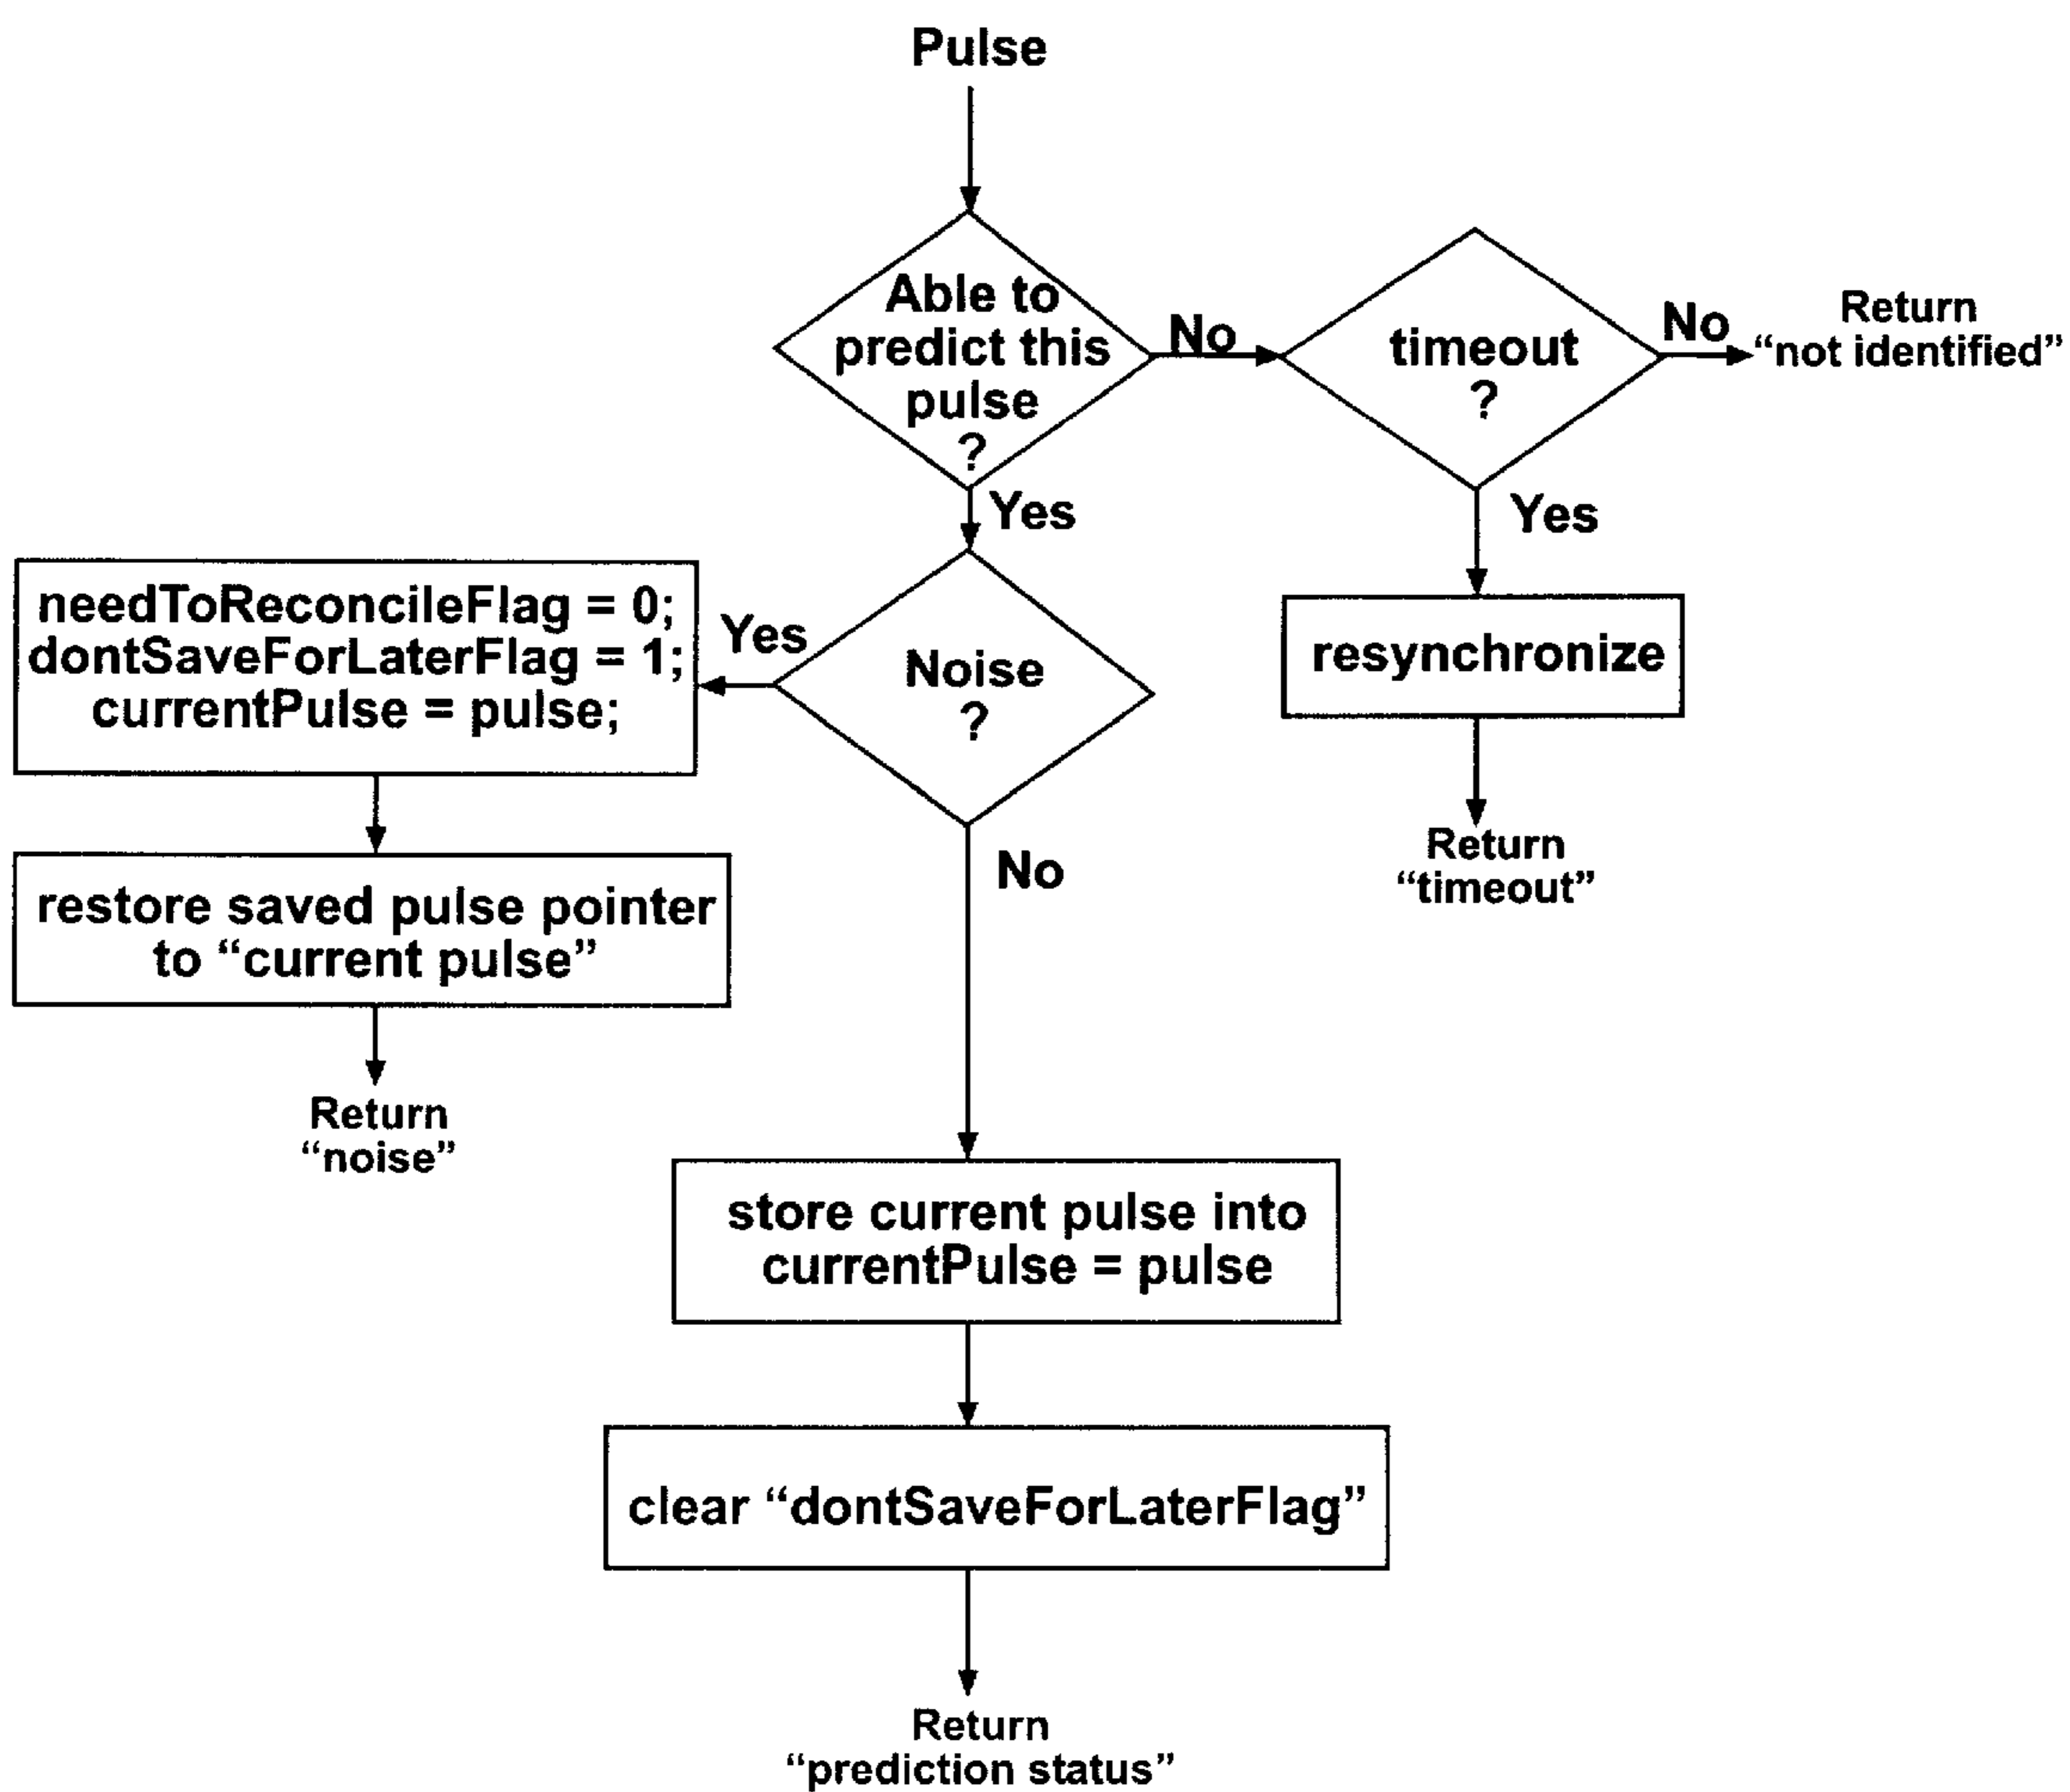 Pulse
Able to
predict this
pulse
?
No
timeout
?
No
Return
“not identified”
Yes
Yes
needToReconcileFlag = 0;
dontSaveForLaterFlag = 1;
currentPulse = pulse;
Yes
Noise
?
resynchronize
Return
“timeout”
No
restore saved pulse pointer
to “current pulse”
Return
“noise”
store current pulse into
currentPulse = pulse
clear “dontSaveForLaterFlag”
Return
“prediction status”